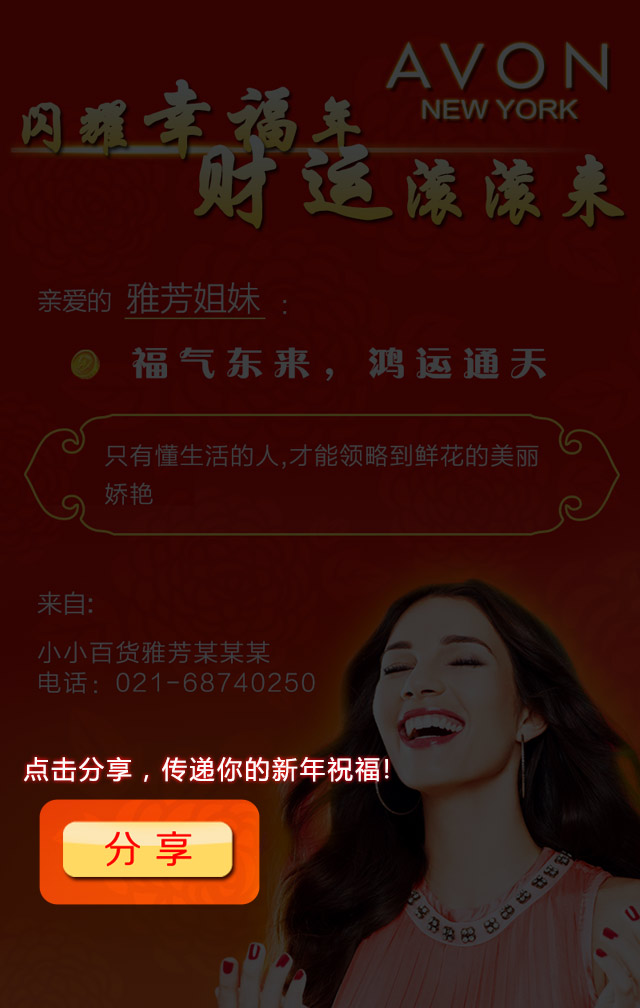 AVON
NEW YORK
闪耀幸福年
财运滚滚来
亲爱的 雅芳姐妹 :
福气东来，鸿运通天
只有懂生活的人,才能领略到鲜花的美丽
娇艳
来自:
小小百货雅芳某某某
电话：021-68740250
点击分享，传递你的新年祝福!
分享